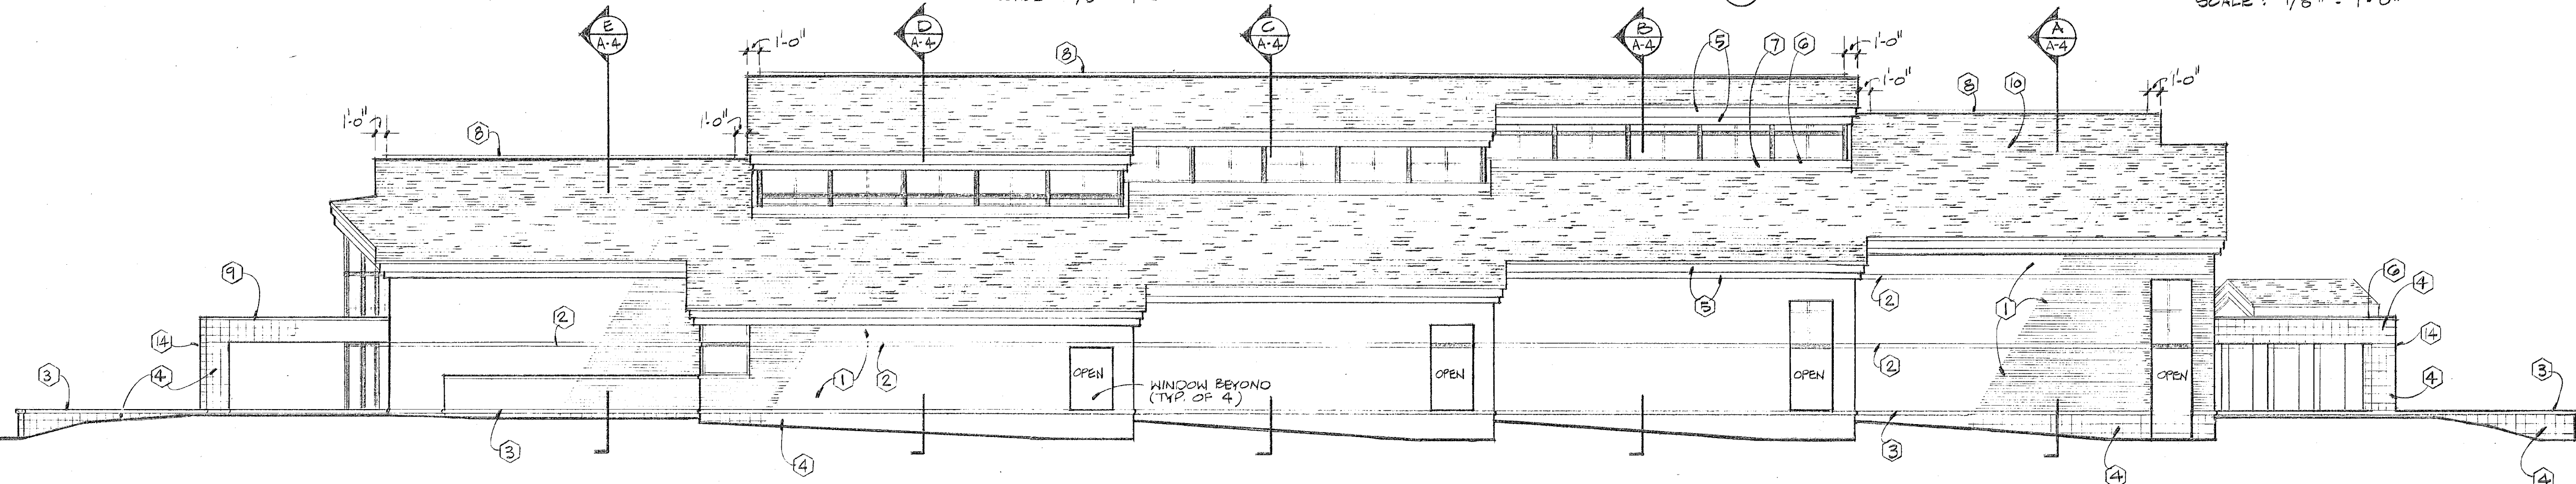 SCALE : 1/8" = 1'-0"
E
A-4
D
A-4
C
A-4
B
A-4
A
A-4
1'-0"
8
5
7
6
1'-0"
1'-0"
8
10
1'-0"
1'-0"
8
1'-0"
9
2
14
3
4
1
2
OPEN
WINDOW BEYOND
(TYP. OF 4)
OPEN
5
OPEN
2
1
2
OPEN
6
4
14
4
3
3
4
3
4
4